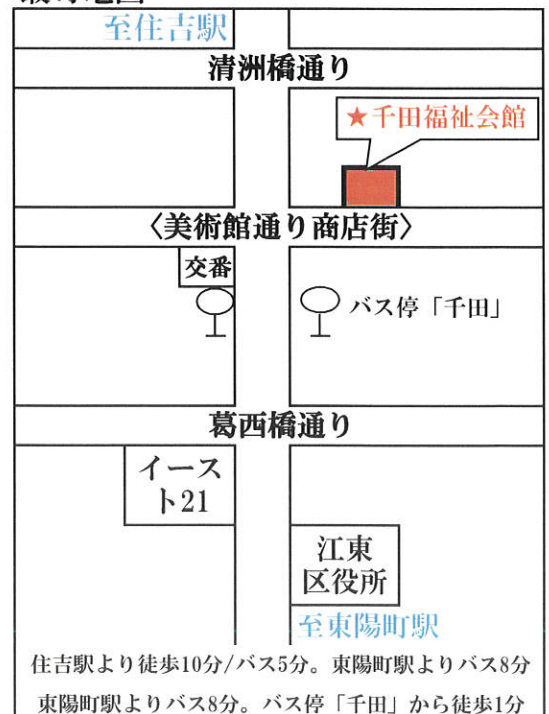 至住吉駅
清洲橋通り
★千田福祉会館
〈美術館通り商店街〉
交番
バス停「千田」
葛西橋通り
イース
ト21
江東
区役所
至東陽町駅
住吉駅より徒歩10分/バス5分。東陽町駅よりバス8分
東陽町駅よりバス8分。バス停「千田」から徒歩1分